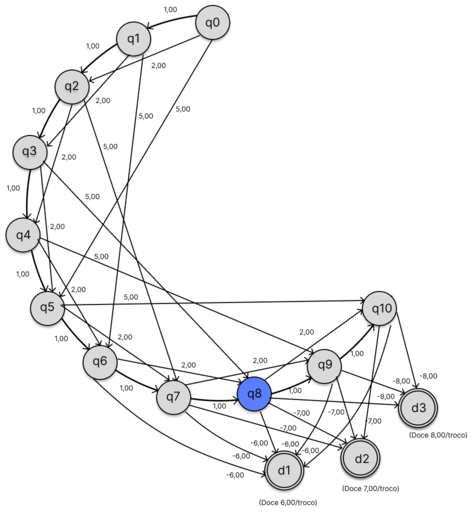 q0
1,00
q1
1,00
2,00
q2
1,00
2,00
5,00
5,00
q3
2,00
1,00
5,00
q4
2,00
5,00
1,00
2,00
5,00
q5
q10
1,00
2,00
2,00
1,00
q6
2,00
2,00
q9
1,00
q7
1,00
q8
1,00
-8,00
-8,00
-8,00
q3
d3
-7,00
-7,00
-7,00
(Doce 8,00/troco)
-6,00
-6,00
-6,00
-6,00
-6,00
d1
d2
(Doce 7,00/troco)
(Doce 6,00/troco)